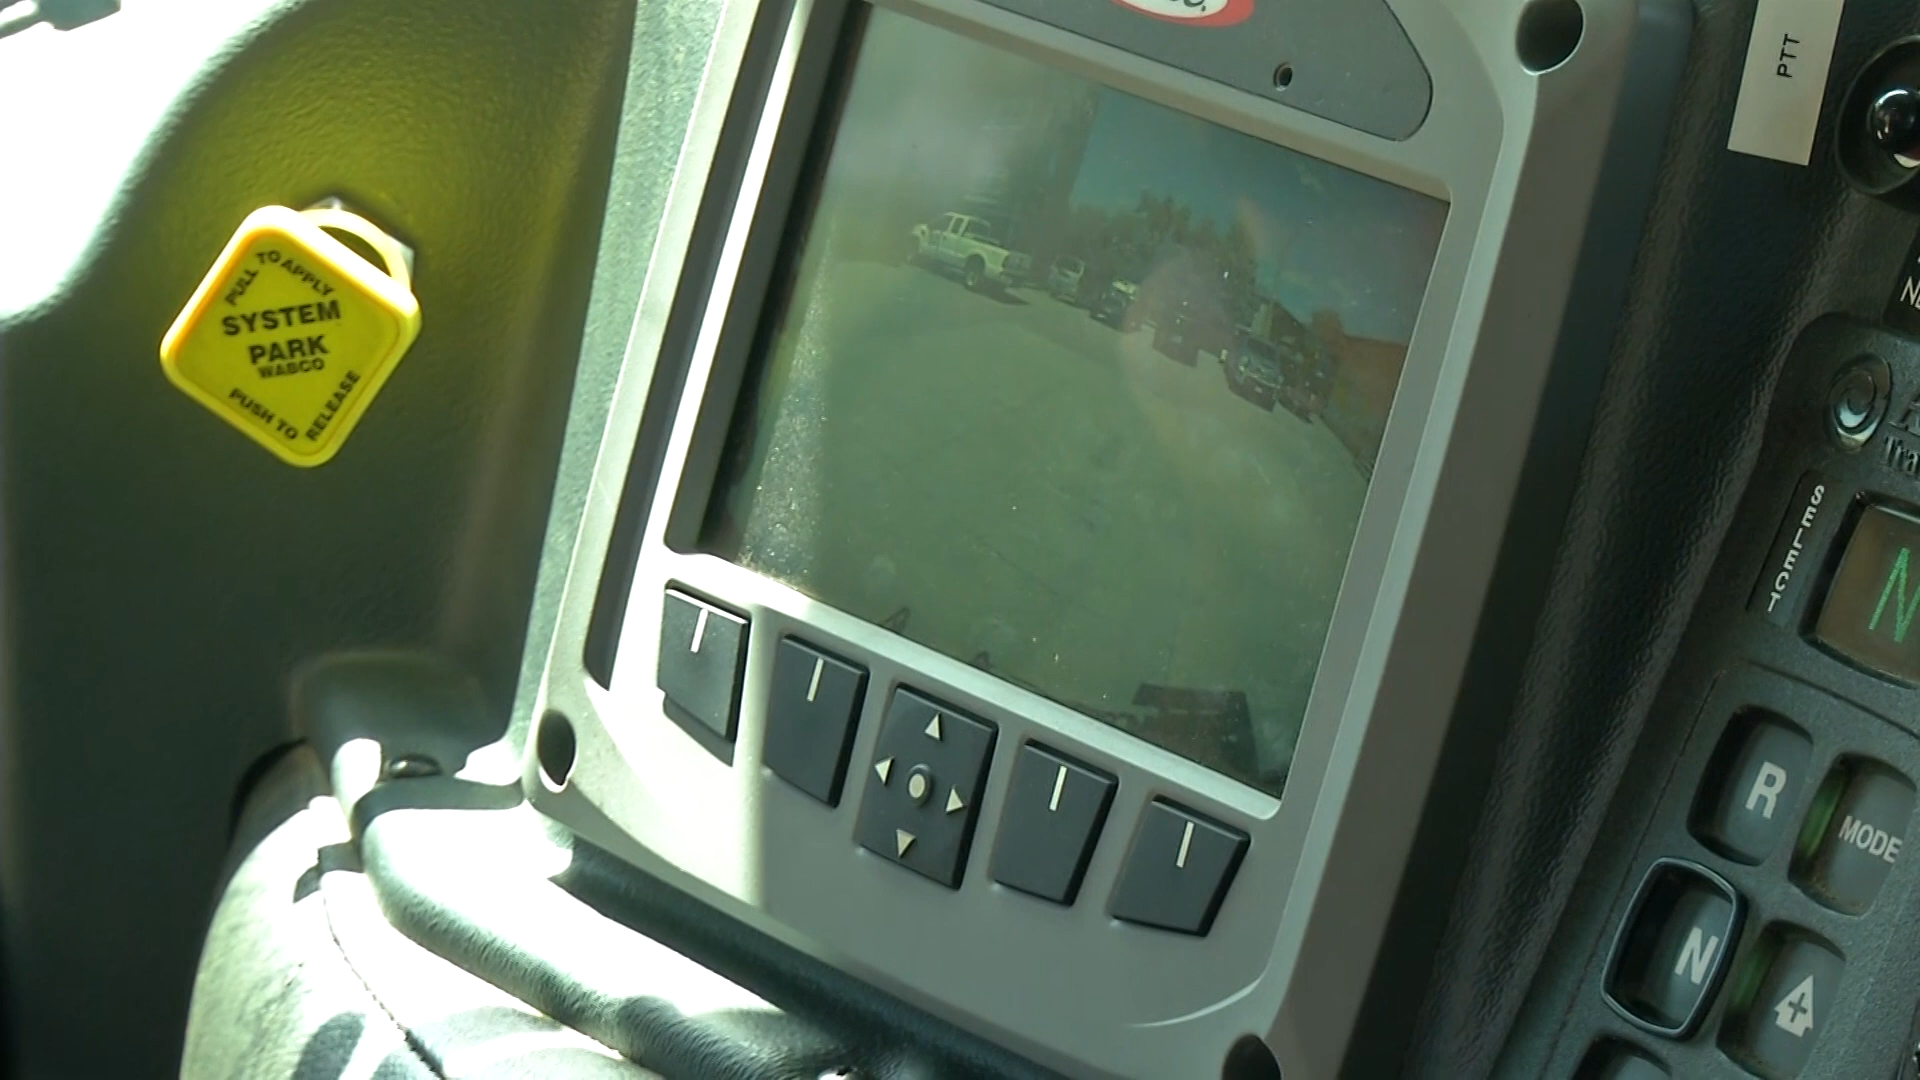 PTT
PULL TO APPLY
SYSTEM
PARK
WABCO
PUSH TO RELEASE
SELECT
N
R
MODE
N